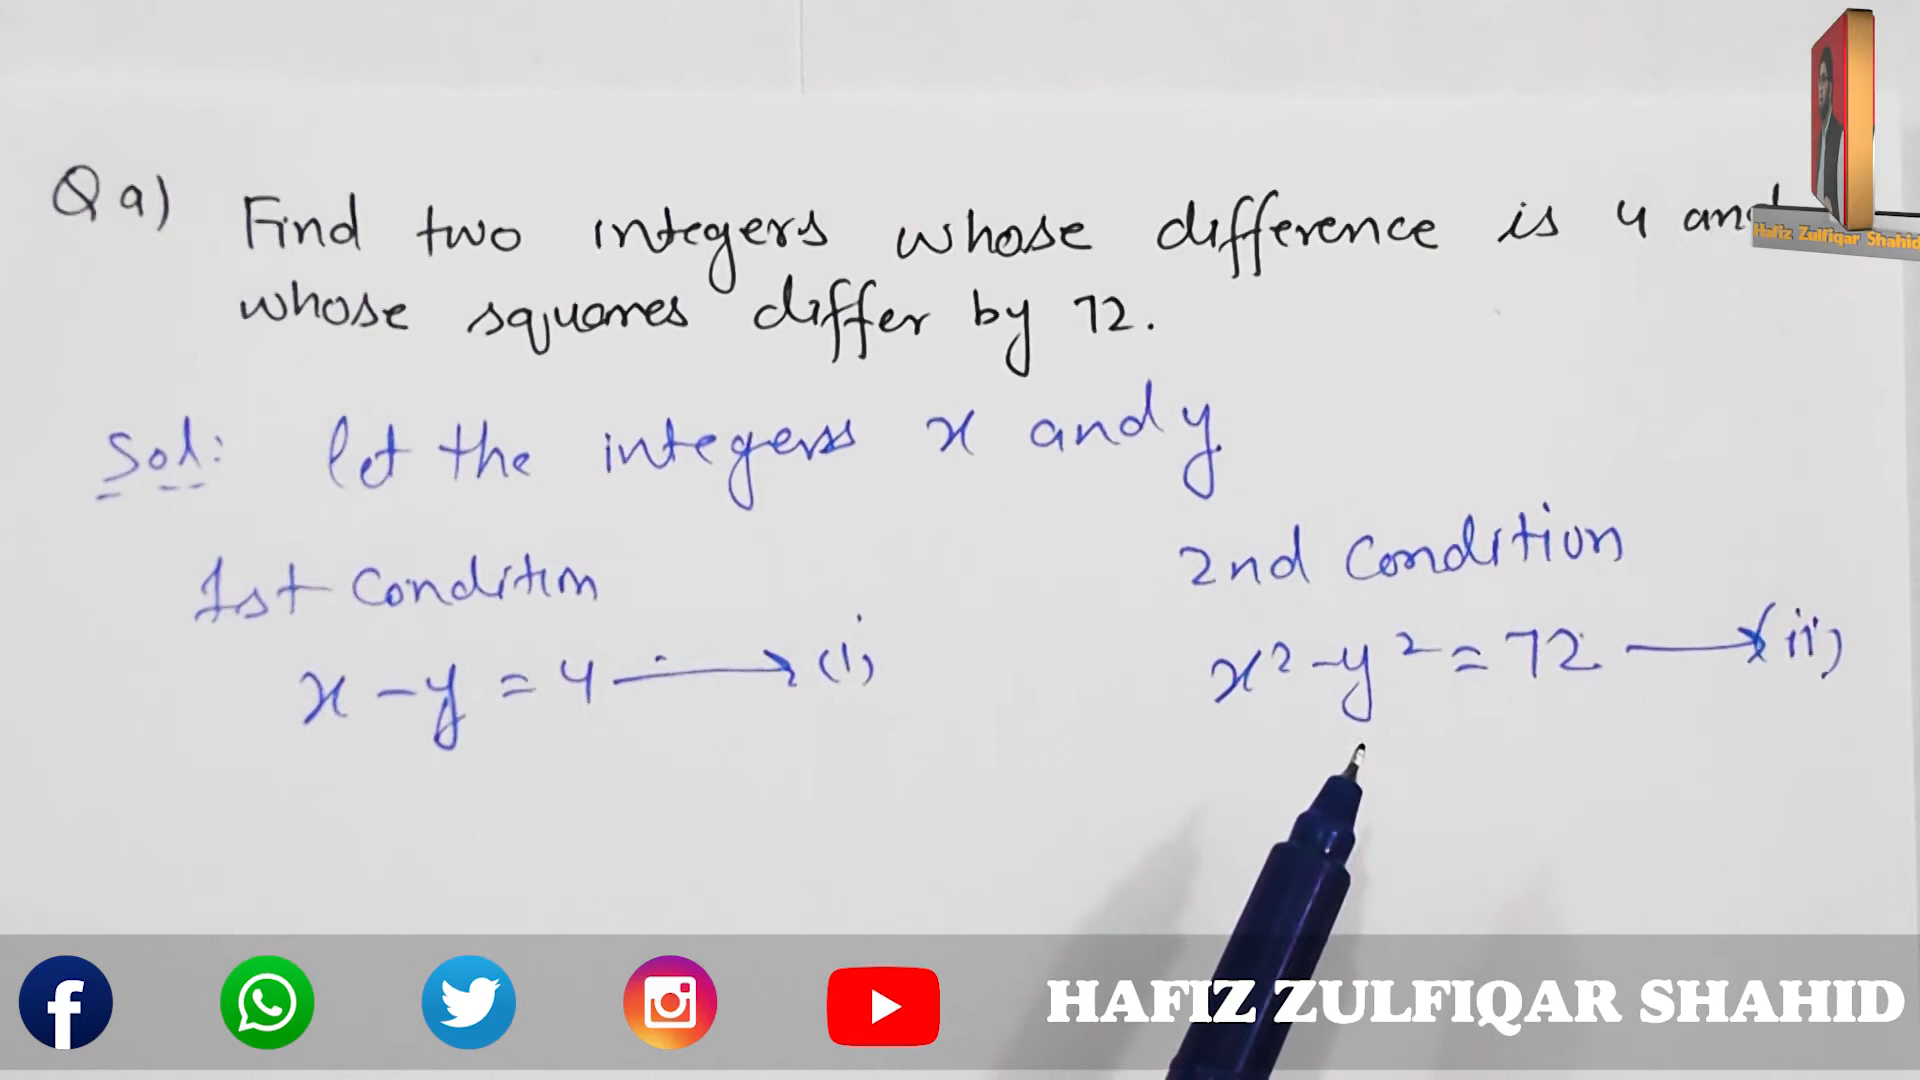 Q a) Find two integers whose difference is 4 and
whose squares differ by 72.
Sol: let the integers x and y
1st Condition
x - y = 4 → (i)
2nd Condition
x² - y² = 72 → (ii)
Hafiz Zulfiqar Shahid
HAFIZ ZULFIQAR SHAHID